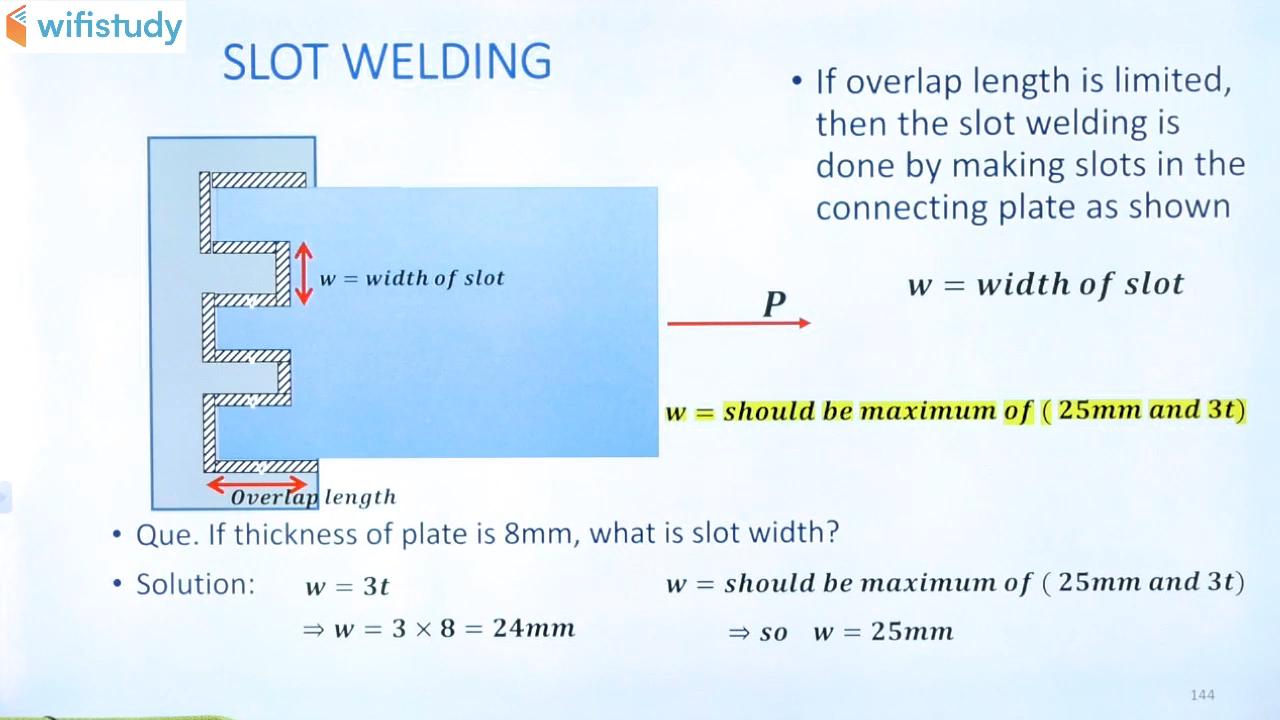 wifistudy
SLOT WELDING
• If overlap length is limited,
then the slot welding is
done by making slots in the
connecting plate as shown
w = width of slot
w = width of slot
P
w = should be maximum of ( 25mm and 3t)
Overlap length
• Que. If thickness of plate is 8mm, what is slot width?
• Solution: w = 3t
w = should be maximum of ( 25mm and 3t)
⇒ w = 3 × 8 = 24mm
⇒ so w = 25mm
144